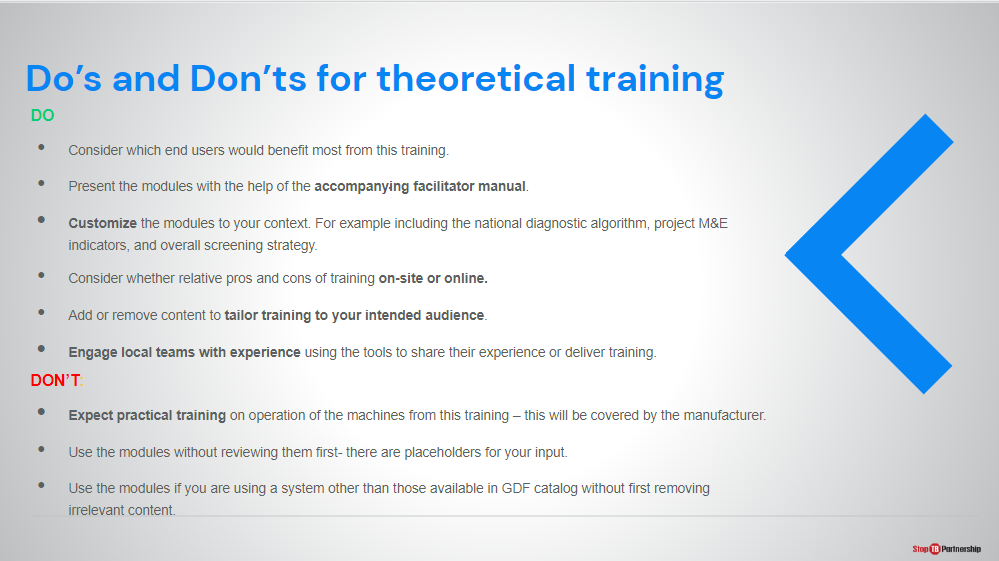 Do’s and Don’ts for theoretical training
DO
• Consider which end users would benefit most from this training.
• Present the modules with the help of the accompanying facilitator manual.
• Customize the modules to your context. For example including the national diagnostic algorithm, project M&E
indicators, and overall screening strategy.
• Consider whether relative pros and cons of training on-site or online.
• Add or remove content to tailor training to your intended audience.
• Engage local teams with experience using the tools to share their experience or deliver training.
DON’T:
• Expect practical training on operation of the machines from this training – this will be covered by the manufacturer.
• Use the modules without reviewing them first- there are placeholders for your input.
• Use the modules if you are using a system other than those available in GDF catalog without first removing
irrelevant content.
Stop TB Partnership